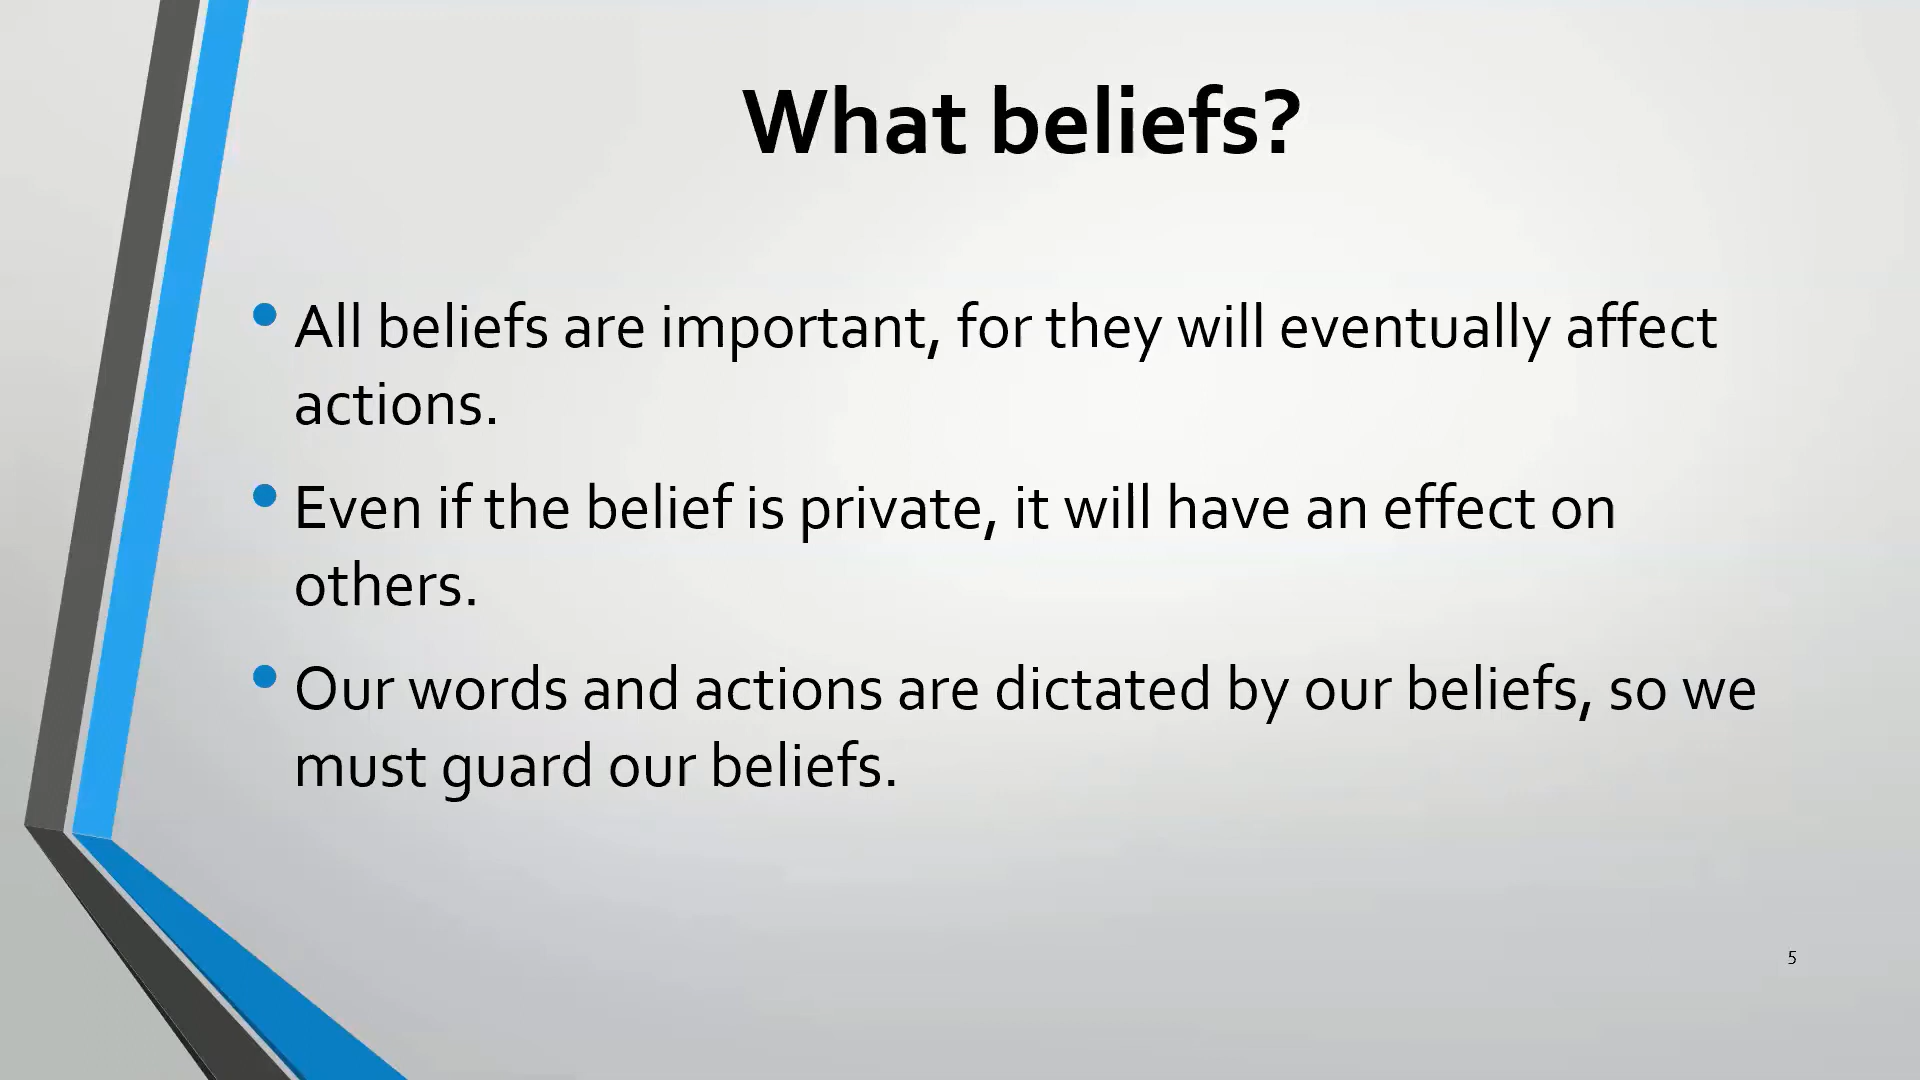 What beliefs?
• All beliefs are important, for they will eventually affect
actions.
• Even if the belief is private, it will have an effect on
others.
• Our words and actions are dictated by our beliefs, so we
must guard our beliefs.
5